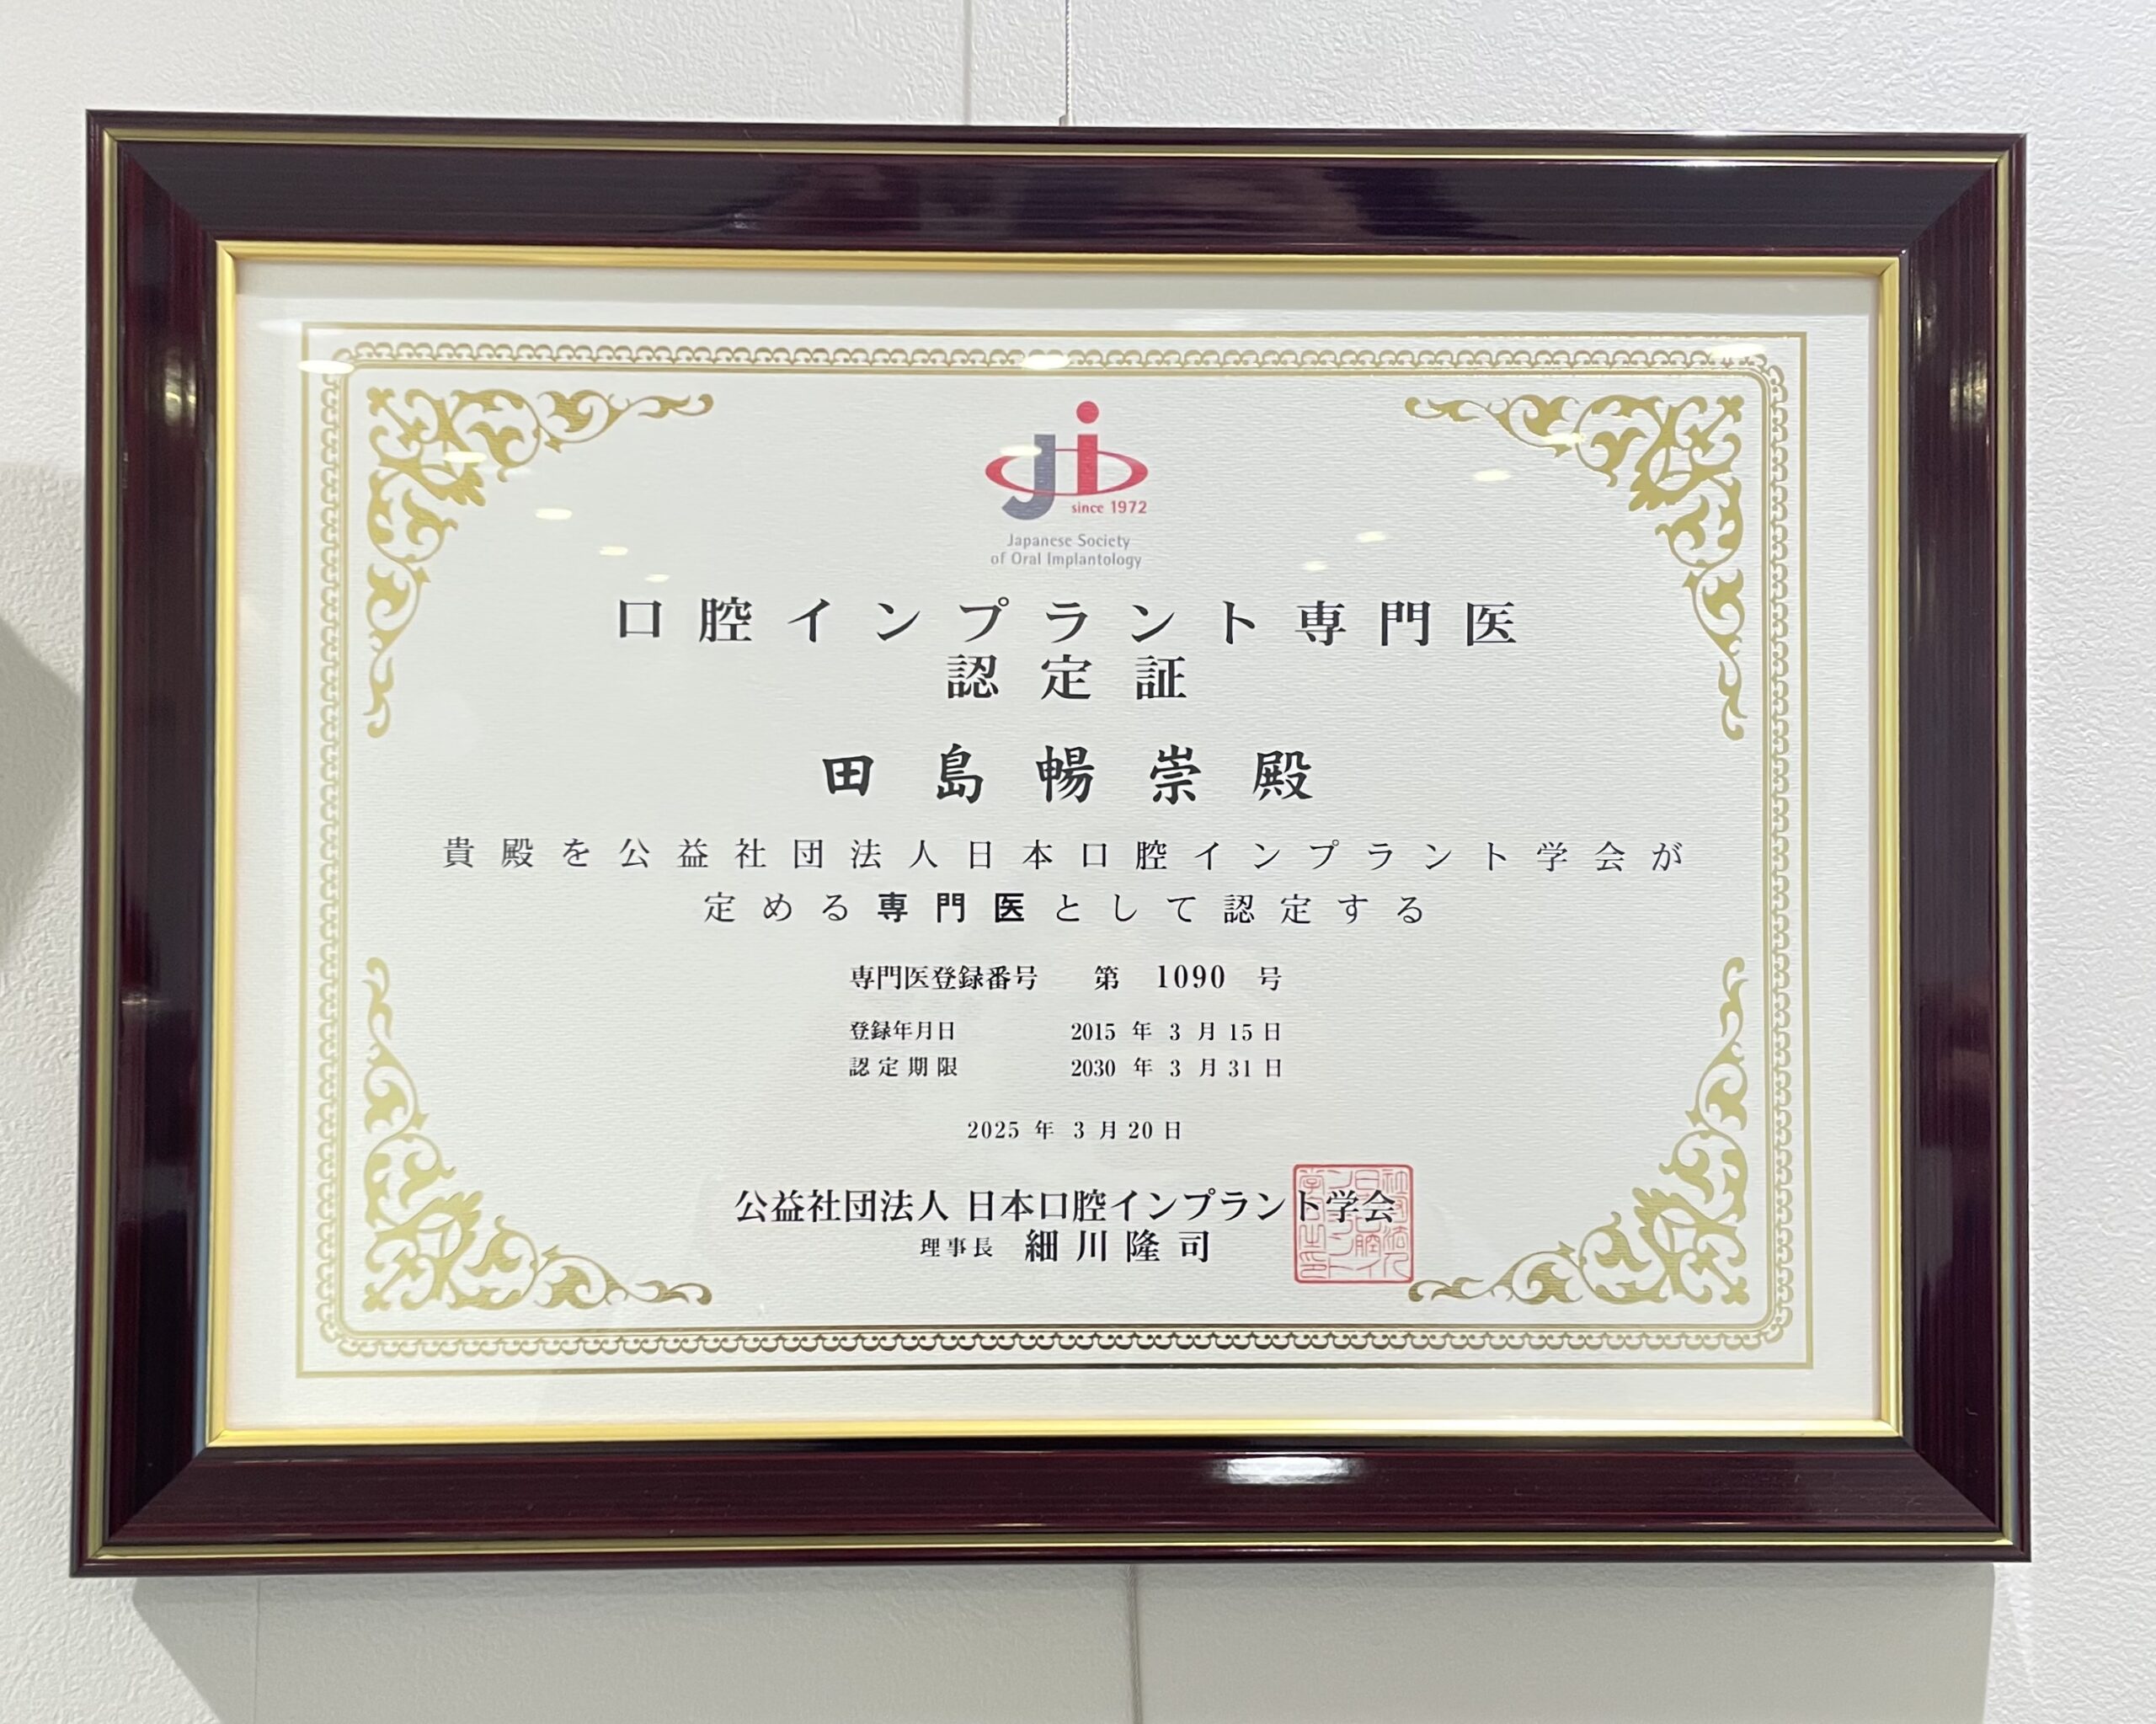 Ji
since 1972
Japanese Society
of Oral Implantology
口腔インプラント専門医
認定証
田島暢崇殿
貴殿を公益社団法人日本口腔インプラント学会が
定める専門医として認定する
専門医登録番号 第 1090 号
登録年月日 2015 年 3 月 15 日
認定期限 2030 年 3 月 31 日
2025 年 3 月 20 日
公益社団法人 日本口腔インプラント学会
理事長 細川隆司